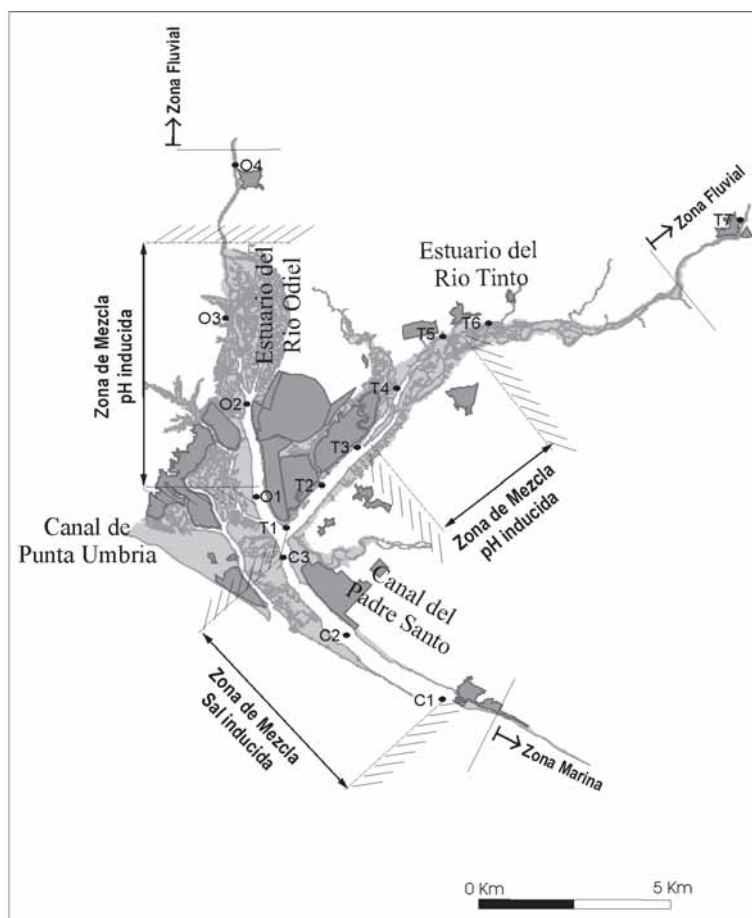 Zona Fluvial
O4
Zona Fluvial
T7
Estuario del
Rio Tinto
Estuario del
Rio Odiel
Zona de Mezcla
pH inducida
O3
T5
T6
T4
O2
T3
T2
O1
T1
Zona de Mezcla
pH inducida
Canal de
Punta Umbria
C3
Canal del
Padre Santo
C2
Zona de Mezcla
Sal inducida
C1
Zona Marina
0 Km
5 Km